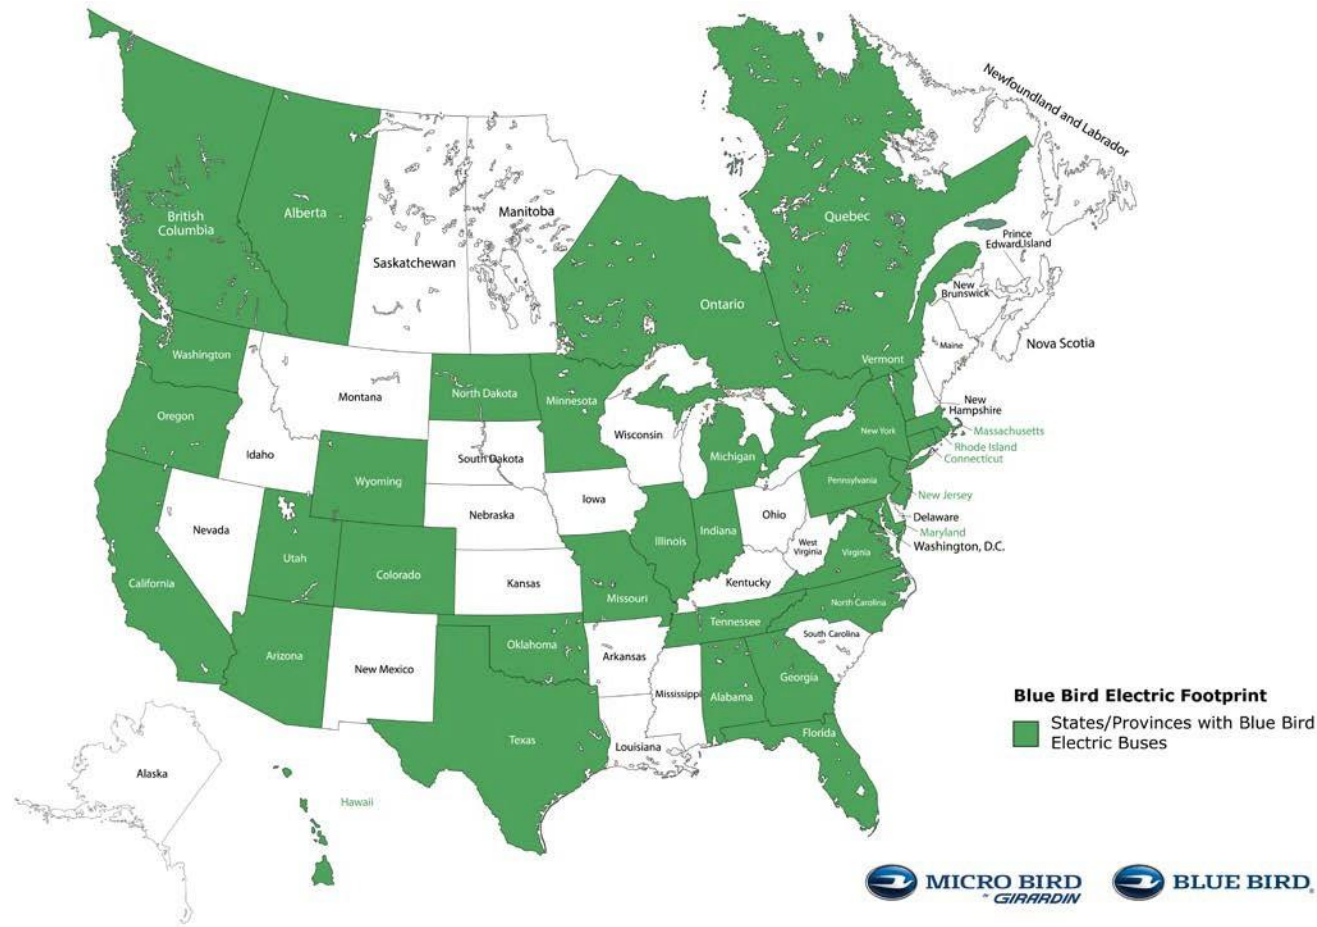 Newfoundland and Labrador
British
Columbia
Alberta
Saskatchewan
Manitoba
Ontario
Quebec
Prince
Edward Island
New
Brunswick
Nova Scotia
Maine
Vermont
New
Hampshire
Massachusetts
Rhode Island
Connecticut
New York
Washington
Montana
North Dakota
Minnesota
Oregon
Idaho
Wyoming
South Dakota
Wisconsin
Michigan
Pennsylvania
New Jersey
Delaware
Maryland
Washington, D.C.
Nevada
Utah
Nebraska
Iowa
Illinois
Indiana
Ohio
West
Virginia
Virginia
California
Colorado
Kansas
Missouri
Kentucky
North Carolina
Tennessee
South Carolina
Arizona
New Mexico
Oklahoma
Arkansas
Mississippi
Alabama
Georgia
Texas
Louisiana
Florida
Alaska
Hawaii
Blue Bird Electric Footprint
States/Provinces with Blue Bird
Electric Buses
MICRO BIRD
by GIRARDIN
BLUE BIRD®